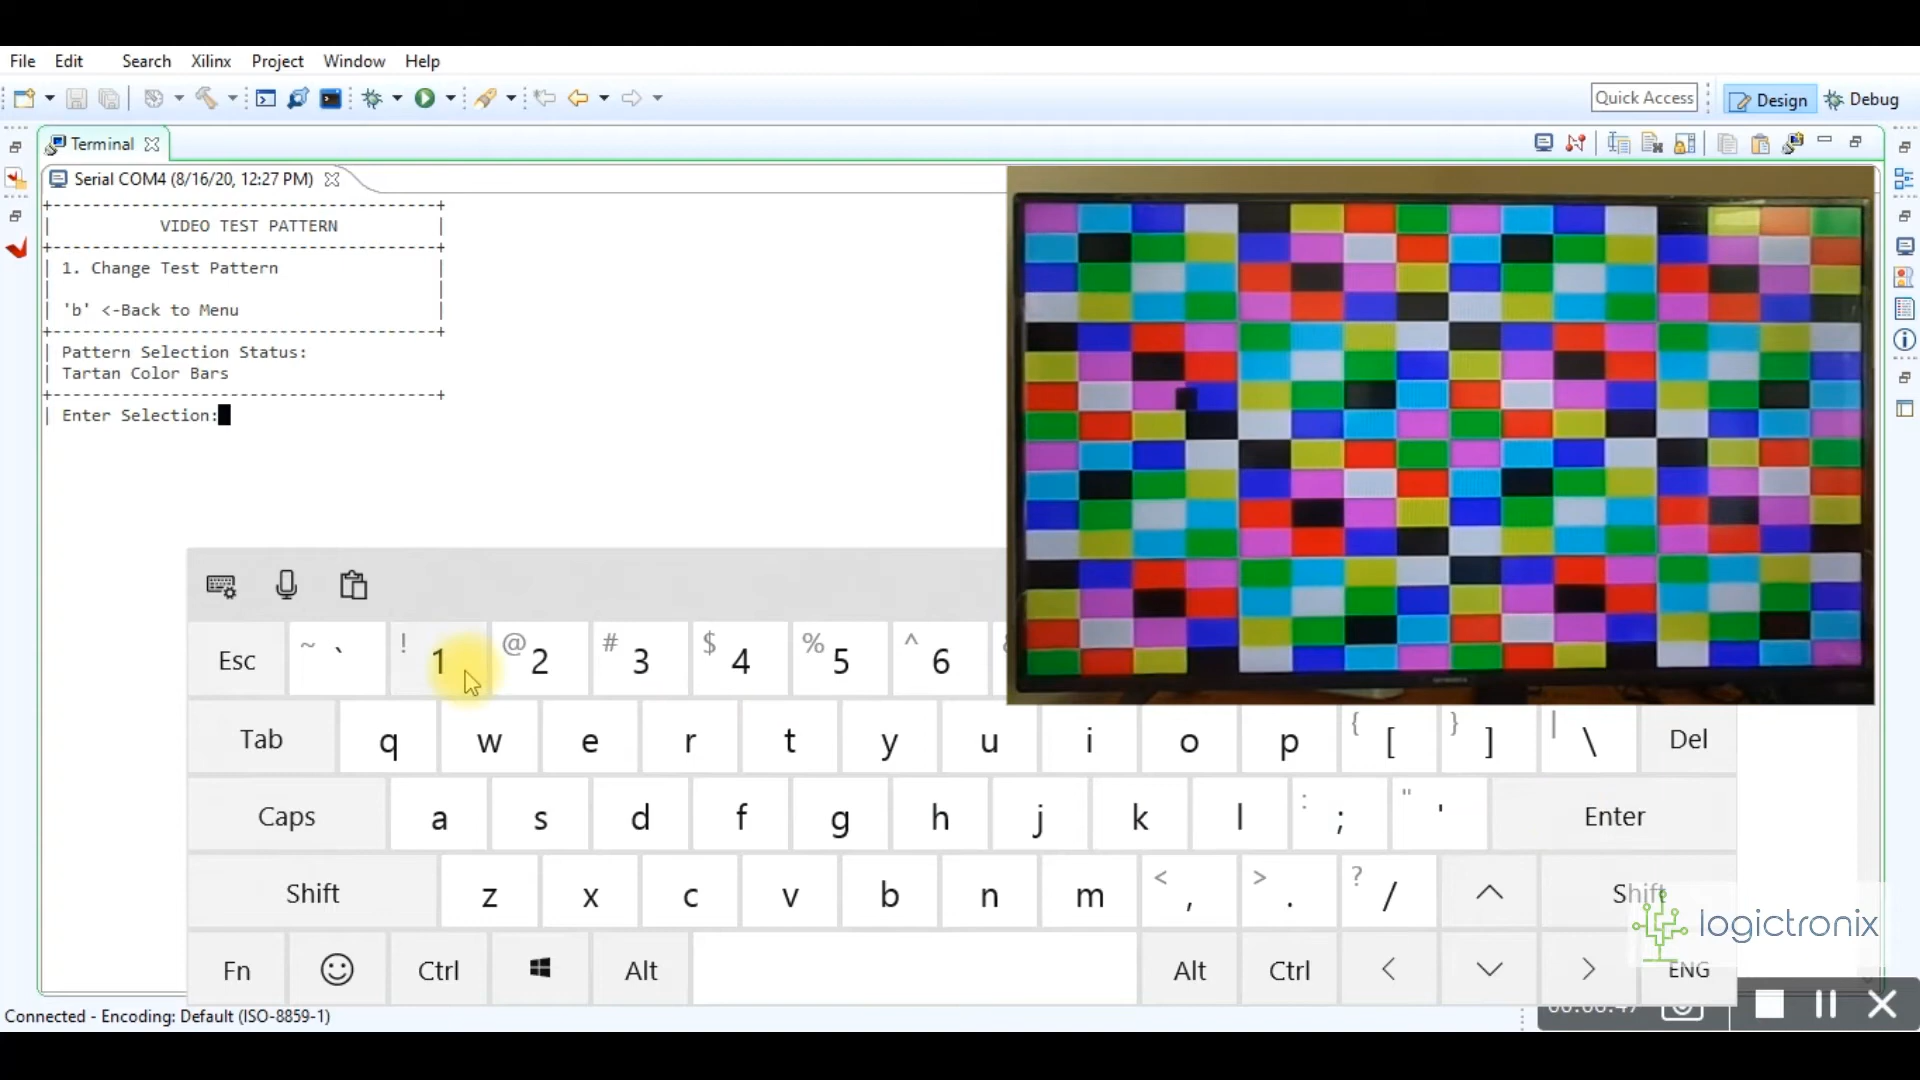 File Edit Search Xilinx Project Window Help
Quick Access Design Debug
Terminal
Serial COM4 (8/16/20, 12:27 PM)
+----------------------------------------+
| VIDEO TEST PATTERN |
+----------------------------------------+
| 1. Change Test Pattern |
| |
| 'b' <-Back to Menu |
+----------------------------------------+
| Pattern Selection Status:
| Tartan Color Bars
+----------------------------------------+
| Enter Selection:
Esc ~ ` ! 1 @ 2 # 3 $ 4 % 5 ^ 6
Tab q w e r t y u i o p { [ } ] | \ Del
Caps a s d f g h j k l : ; " ' Enter
Shift z x c v b n m < , > . ? / Shift
logictronix
Fn Ctrl Alt Alt Ctrl ENG
Connected - Encoding: Default (ISO-8859-1)